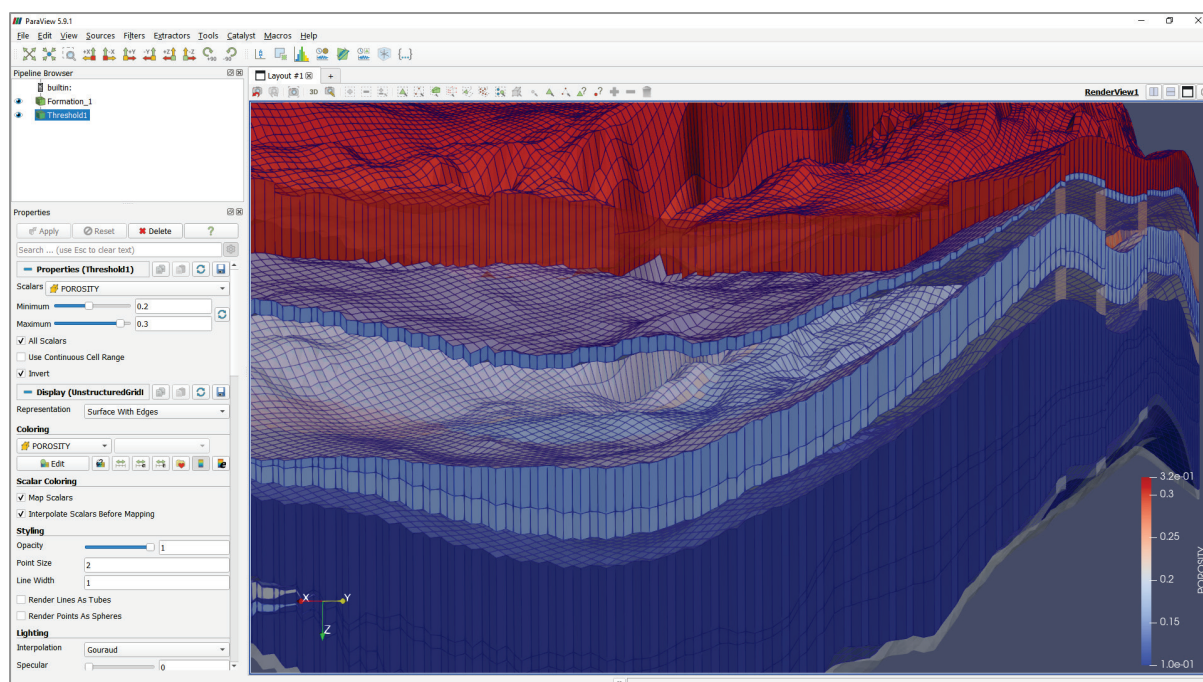 ParaView 5.9.1
File Edit View Sources Filters Extractors Tools Catalyst Macros Help
+X -X +Y -Y +Z -Z +90 -90 {...}
Pipeline Browser
Layout #1 +
builtin:
Formation_1
Threshold1
3D
RenderView1
Properties
Apply Reset Delete ?
Search ... (use Esc to clear text)
Properties (Threshold1)
Scalars POROSITY
Minimum 0.2
Maximum 0.3
All Scalars
Use Continuous Cell Range
Invert
Display (UnstructuredGrid
Representation Surface With Edges
Coloring
POROSITY
Edit
Scalar Coloring
Map Scalars
Interpolate Scalars Before Mapping
Styling
Opacity 1
Point Size 2
Line Width 1
Render Lines As Tubes
Render Points As Spheres
Lighting
Interpolation Gouraud
Specular 0
X Y
Z
3.2e-01
0.3
0.25
0.2
0.15
1.0e-01
POROSITY